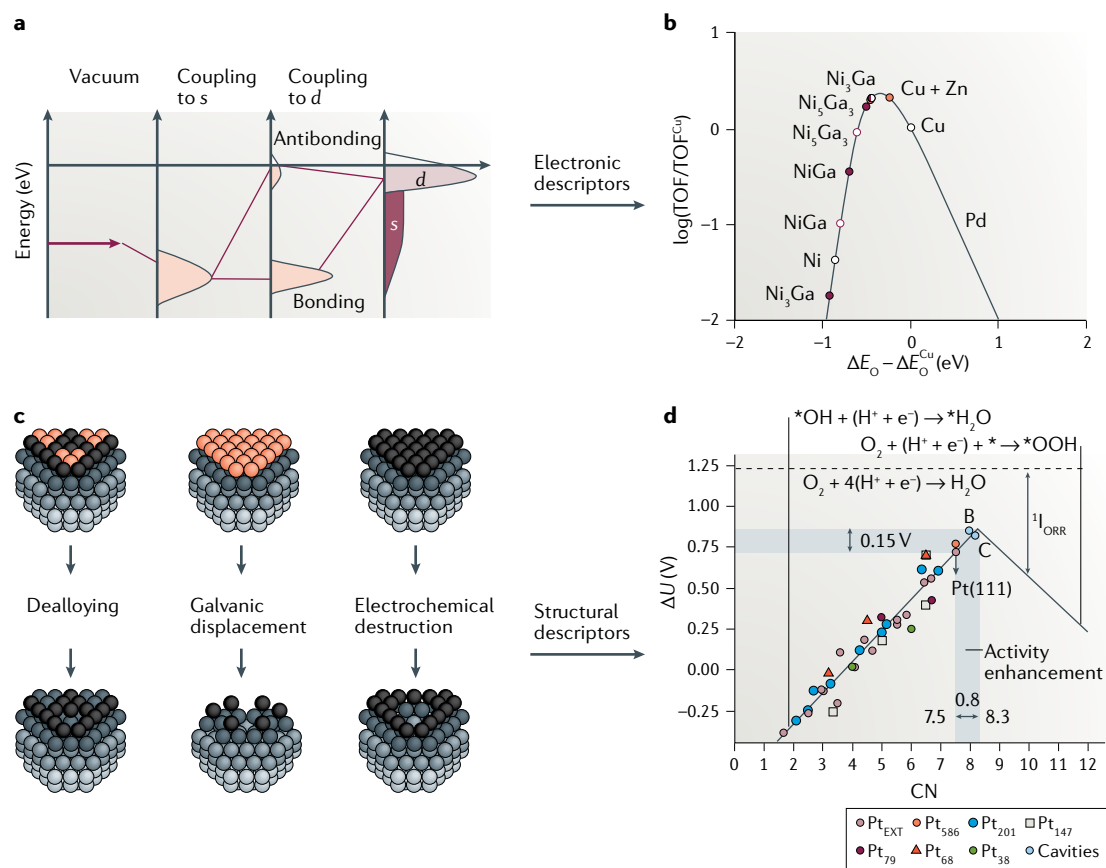 a
Vacuum
Coupling
to s
Coupling
to d
Antibonding
Energy (eV)
d
s
Bonding
Electronic
descriptors
b
log(TOF/TOF^Cu)
1
0
−1
−2
Ni₃Ga
Ni₅Ga₃
Ni₅Ga₃
NiGa
NiGa
Ni
Ni₃Ga
Cu + Zn
Cu
Pd
−2 −1 0 1 2
ΔE_O − ΔE_O^Cu (eV)
c
Dealloying
Galvanic
displacement
Electrochemical
destruction
Structural
descriptors
d
*OH + (H⁺ + e⁻) → *H₂O
O₂ + (H⁺ + e⁻) + * → *OOH
O₂ + 4(H⁺ + e⁻) → H₂O
ΔU (V)
1.25
1.00
0.75
0.50
0.25
0.00
−0.25
0.15 V
B
C
¹I_ORR
Pt(111)
Activity
enhancement
0.8
7.5 8.3
0 1 2 3 4 5 6 7 8 9 10 11 12
CN
Pt_EXT Pt₅₈₆ Pt₂₀₁ Pt₁₄₇
Pt₇₉ Pt₆₈ Pt₃₈ Cavities